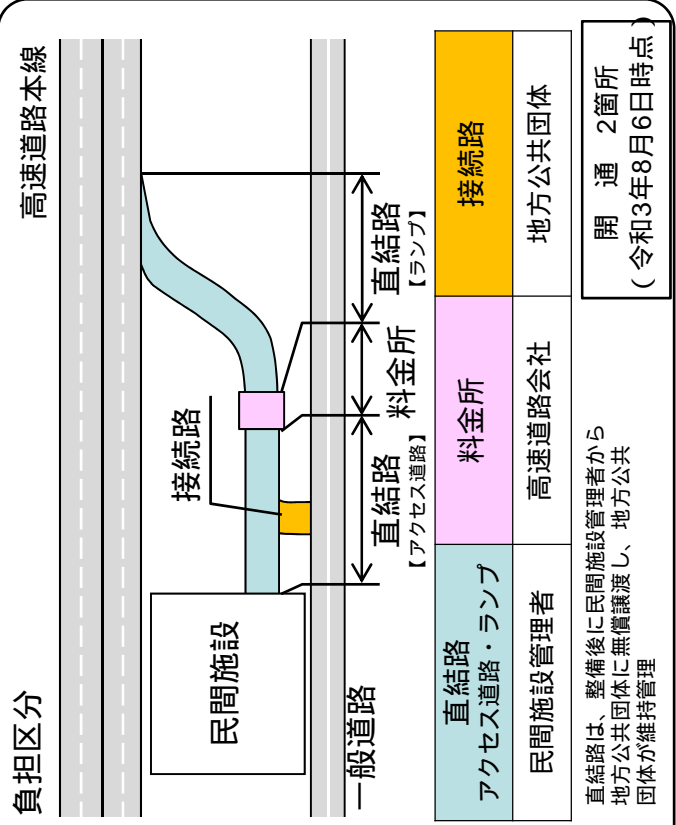 負担区分
高速道路本線
民間施設
接続路
直結路
【アクセス道路】
料金所
直結路
【ランプ】
一般道路
直結路
アクセス道路・ランプ
料金所
接続路
民間施設管理者
高速道路会社
地方公共団体
直結路は、整備後に民間施設管理者から
地方公共団体に無償譲渡し、地方公共
団体が維持管理
開 通 2箇所
(令和3年8月6日時点)